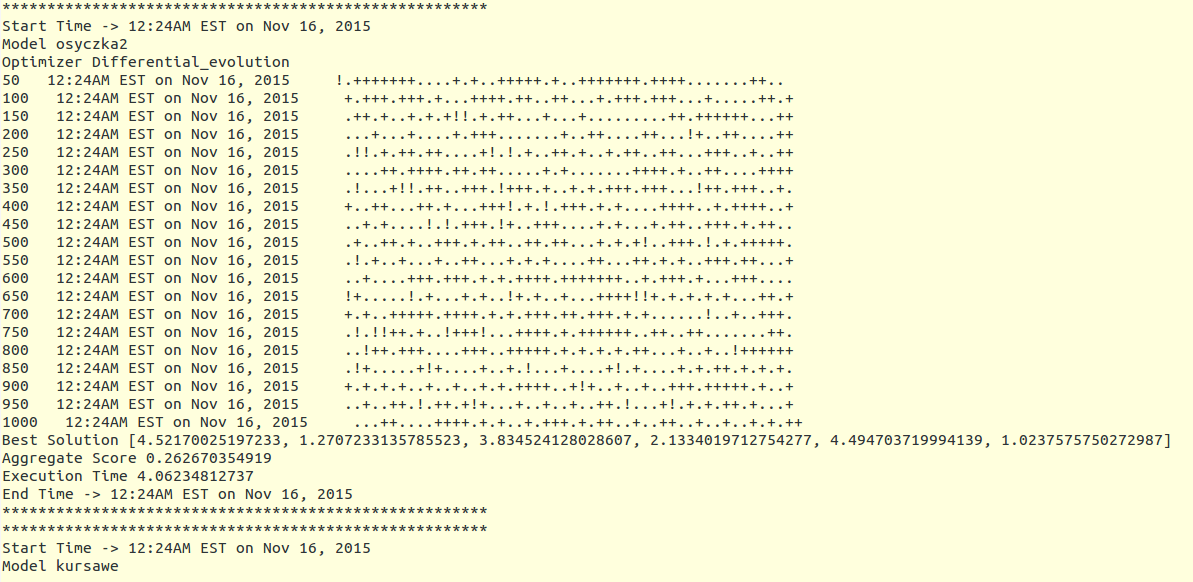 ******************************************************
Start Time -> 12:24AM EST on Nov 16, 2015
Model osyczka2
Optimizer Differential_evolution
50   12:24AM EST on Nov 16, 2015     !.+++++++....+.+..+++++.+..+++++++.++++.......++..
100   12:24AM EST on Nov 16, 2015     +.+++.+++.+...++++.++..++...+.+++.+++...+.....++.+
150   12:24AM EST on Nov 16, 2015     .++.+..+.+.+!!.+.++...+...+.........++.++++++...++
200   12:24AM EST on Nov 16, 2015     ...+...+....+.+++.......+..++....++...!+..++....++
250   12:24AM EST on Nov 16, 2015     .!!.+.++.++....+!.!.+..++.+..+.++..++...+++..+..++
300   12:24AM EST on Nov 16, 2015     ....++.++++.++.++.....+.+.......++++.+..++....++++
350   12:24AM EST on Nov 16, 2015     .!...+!!.++..+++.!+++.+..+.+.+++.+++...!++.+++..+.
400   12:24AM EST on Nov 16, 2015     +..++...++.+...+++!.+.!.+++.+.+....++++..+.++++..+
450   12:24AM EST on Nov 16, 2015     ..+.+....!.!.+++.!+..+++....+.+...+.++..+++.+.++..
500   12:24AM EST on Nov 16, 2015     .+..++.+..+++.+.++..++.++...+.+.+!..+++.!.+.+++++.
550   12:24AM EST on Nov 16, 2015     .!.+..+...+..++...+.+.+....++...++.+.+..+++.++...+
600   12:24AM EST on Nov 16, 2015     ..+....+++.+++.+.+.++++.+++++++..+.+++.+...+++....
650   12:24AM EST on Nov 16, 2015     !+.....!.+...+.+..!+.+..+...++++!!+.+.+.+.+...++.+
700   12:24AM EST on Nov 16, 2015     +.+..+++++.++++.+.+.+++.++.+++.+.+......!..+..+++.
750   12:24AM EST on Nov 16, 2015     .!.!!++.+..!+++!...++++.+.++++++..++..++.......++.
800   12:24AM EST on Nov 16, 2015     ..!++.+++....+++..+++++.+.+.+.+.++...+..+..!++++++
850   12:24AM EST on Nov 16, 2015     .!+.....+!+....+..+.!...+....+!.+....+.+.++.+.+.+.
900   12:24AM EST on Nov 16, 2015     +.+.+.+..+..+..+.+.++++..+!+..+..+..+++.+++++.+..+
950   12:24AM EST on Nov 16, 2015     ..+..++.!.++.+!+...+..+..+..++.!...+!.+.+.++.+...+
1000   12:24AM EST on Nov 16, 2015     ...++....++++.+.+..+.+++.+.++..+..++..+..+..+.+.++
Best Solution [4.52170025197233, 1.2707233135785523, 3.834524128028607, 2.1334019712754277, 4.494703719994139, 1.0237575750272987]
Aggregate Score 0.262670354919
Execution Time 4.06234812737
End Time -> 12:24AM EST on Nov 16, 2015
******************************************************
******************************************************
Start Time -> 12:24AM EST on Nov 16, 2015
Model kursawe